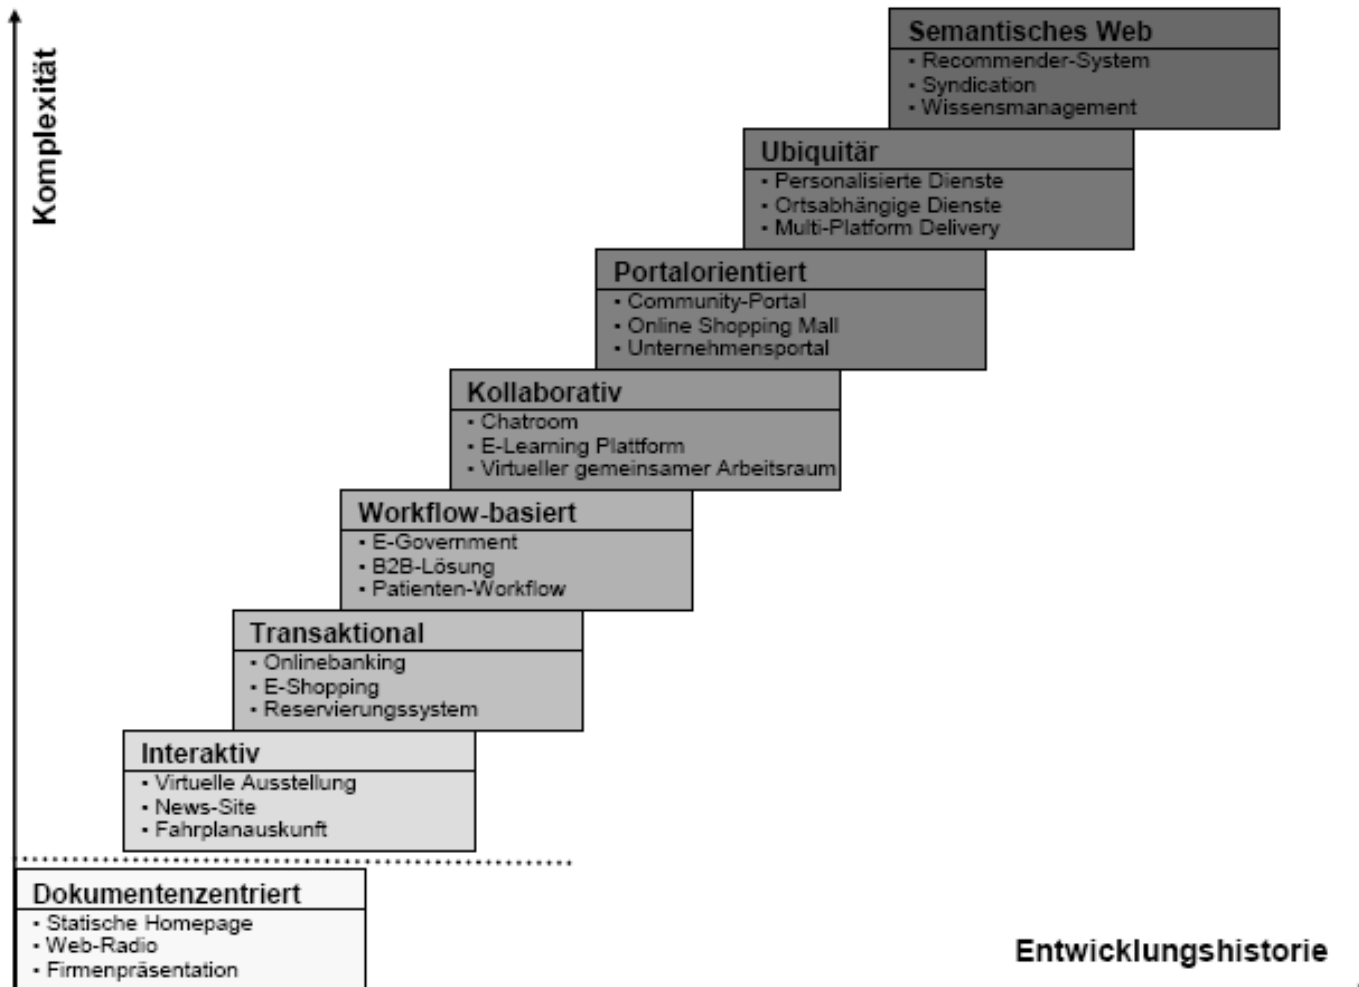 Komplexität
Semantisches Web
▪ Recommender-System
▪ Syndication
▪ Wissensmanagement
Ubiquitär
▪ Personalisierte Dienste
▪ Ortsabhängige Dienste
▪ Multi-Platform Delivery
Portalorientiert
▪ Community-Portal
▪ Online Shopping Mall
▪ Unternehmensportal
Kollaborativ
▪ Chatroom
▪ E-Learning Plattform
▪ Virtueller gemeinsamer Arbeitsraum
Workflow-basiert
▪ E-Government
▪ B2B-Lösung
▪ Patienten-Workflow
Transaktional
▪ Onlinebanking
▪ E-Shopping
▪ Reservierungssystem
Interaktiv
▪ Virtuelle Ausstellung
▪ News-Site
▪ Fahrplanauskunft
Dokumentenzentriert
▪ Statische Homepage
▪ Web-Radio
▪ Firmenpräsentation
Entwicklungshistorie